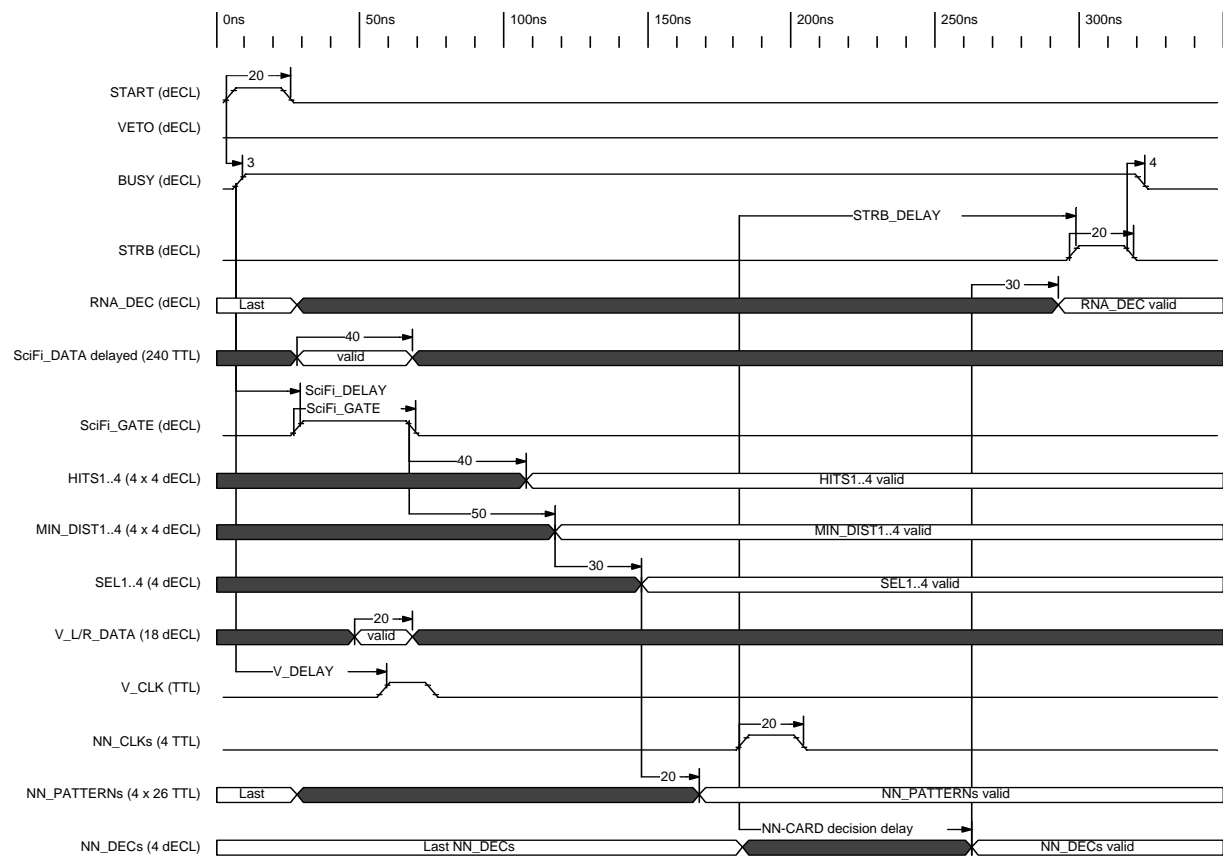 0ns 50ns 100ns 150ns 200ns 250ns 300ns
20
START (dECL)
VETO (dECL)
3 4
BUSY (dECL)
STRB_DELAY
20
STRB (dECL)
30
RNA_DEC (dECL) Last RNA_DEC valid
40
SciFi_DATA delayed (240 TTL) valid
SciFi_DELAY
SciFi_GATE
SciFi_GATE (dECL)
40
HITS1..4 (4 x 4 dECL) HITS1..4 valid
50
MIN_DIST1..4 (4 x 4 dECL) MIN_DIST1..4 valid
30
SEL1..4 (4 dECL) SEL1..4 valid
20
V_L/R_DATA (18 dECL) valid
V_DELAY
V_CLK (TTL)
20
NN_CLKs (4 TTL)
20
NN_PATTERNs (4 x 26 TTL) Last NN_PATTERNs valid
NN-CARD decision delay
NN_DECs (4 dECL) Last NN_DECs NN_DECs valid